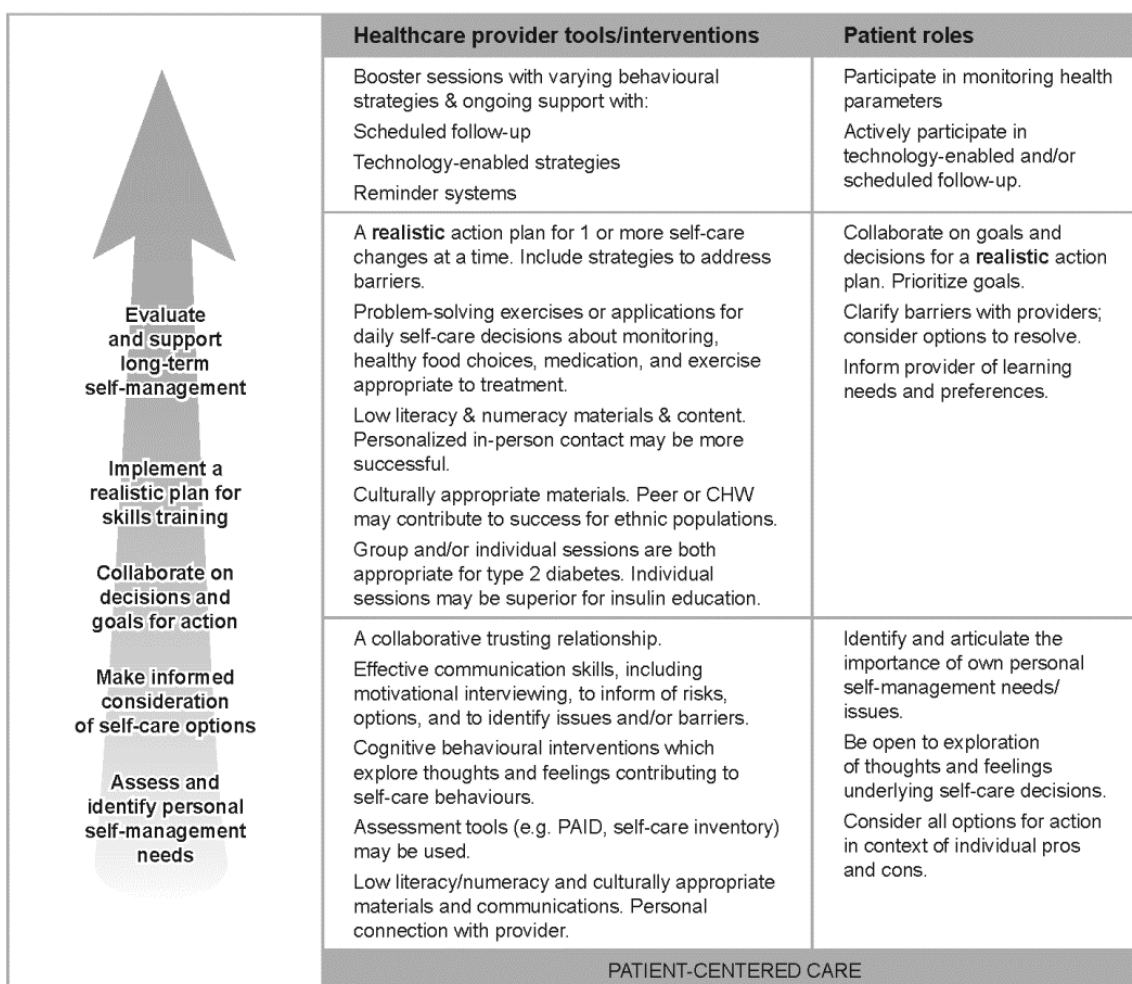 Healthcare provider tools/interventions
Patient roles
Booster sessions with varying behavioural
strategies & ongoing support with:
Scheduled follow-up
Technology-enabled strategies
Reminder systems
Participate in monitoring health
parameters
Actively participate in
technology-enabled and/or
scheduled follow-up.
A realistic action plan for 1 or more self-care
changes at a time. Include strategies to address
barriers.
Problem-solving exercises or applications for
daily self-care decisions about monitoring,
healthy food choices, medication, and exercise
appropriate to treatment.
Low literacy & numeracy materials & content.
Personalized in-person contact may be more
successful.
Culturally appropriate materials. Peer or CHW
may contribute to success for ethnic populations.
Group and/or individual sessions are both
appropriate for type 2 diabetes. Individual
sessions may be superior for insulin education.
Collaborate on goals and
decisions for a realistic action
plan. Prioritize goals.
Clarify barriers with providers;
consider options to resolve.
Inform provider of learning
needs and preferences.
A collaborative trusting relationship.
Effective communication skills, including
motivational interviewing, to inform of risks,
options, and to identify issues and/or barriers.
Cognitive behavioural interventions which
explore thoughts and feelings contributing to
self-care behaviours.
Assessment tools (e.g. PAID, self-care inventory)
may be used.
Low literacy/numeracy and culturally appropriate
materials and communications. Personal
connection with provider.
Identify and articulate the
importance of own personal
self-management needs/
issues.
Be open to exploration
of thoughts and feelings
underlying self-care decisions.
Consider all options for action
in context of individual pros
and cons.
Evaluate
and support
long-term
self-management
Implement a
realistic plan for
skills training
Collaborate on
decisions and
goals for action
Make informed
consideration
of self-care options
Assess and
identify personal
self-management
needs
PATIENT-CENTERED CARE